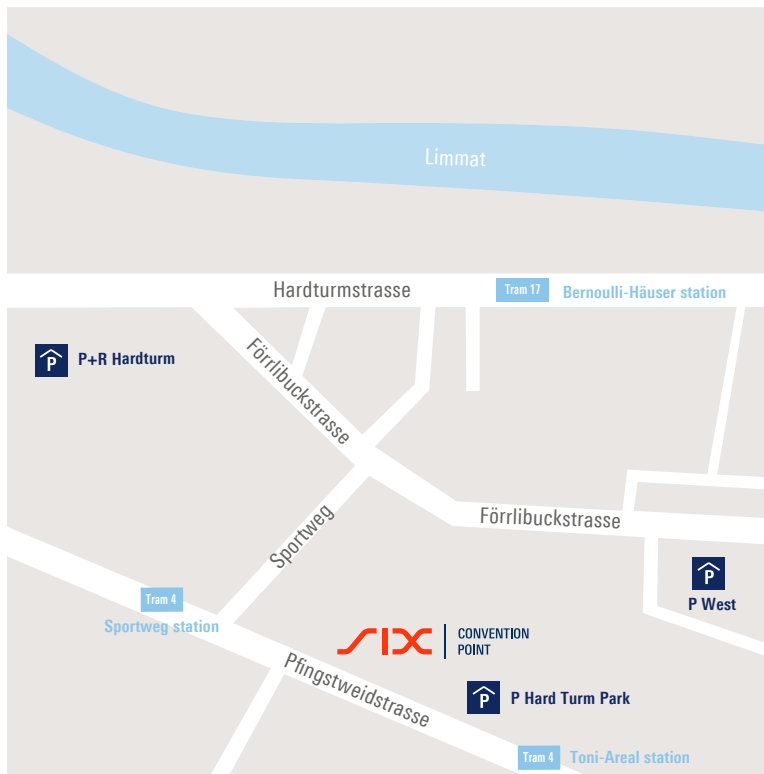 Limmat
Hardturmstrasse
Tram 17
Bernoulli-Häuser station
P
P+R Hardturm
Förrlibuckstrasse
Sportweg
Förrlibuckstrasse
P
P West
Tram 4
Sportweg station
SIX
CONVENTION
POINT
Pfingstweidstrasse
P
P Hard Turm Park
Tram 4
Toni-Areal station